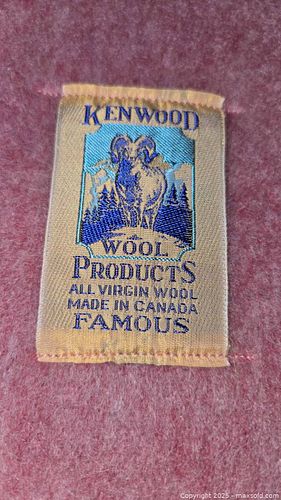 KENWOOD
WOOL
PRODUCTS
ALL VIRGIN WOOL
MADE IN CANADA
FAMOUS
Copyright 2025 - maxsold.com